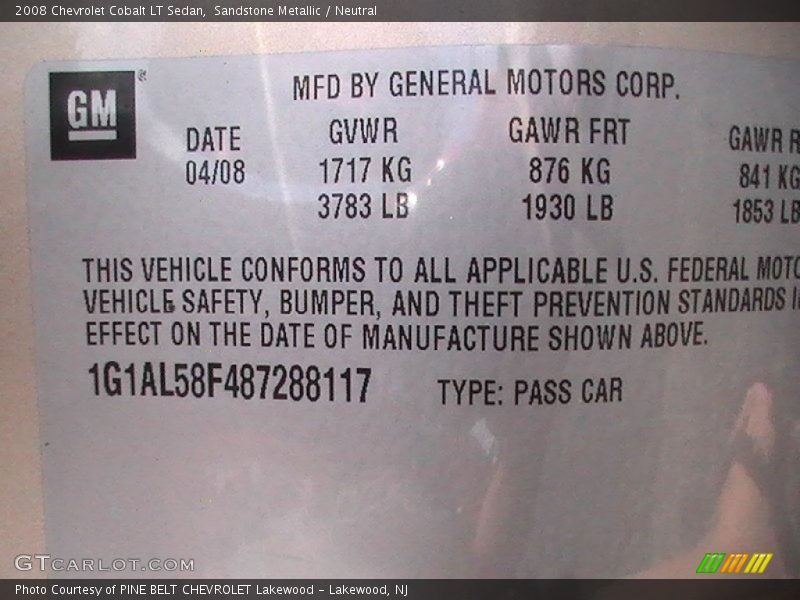 2008 Chevrolet Cobalt LT Sedan, Sandstone Metallic / Neutral
GM®
MFD BY GENERAL MOTORS CORP.
DATE GVWR GAWR FRT GAWR R
04/08 1717 KG 876 KG 841 KG
3783 LB 1930 LB 1853 LB
THIS VEHICLE CONFORMS TO ALL APPLICABLE U.S. FEDERAL MOTO
VEHICLE SAFETY, BUMPER, AND THEFT PREVENTION STANDARDS I
EFFECT ON THE DATE OF MANUFACTURE SHOWN ABOVE.
1G1AL58F487288117 TYPE: PASS CAR
GTCARLOT.COM
Photo Courtesy of PINE BELT CHEVROLET Lakewood - Lakewood, NJ